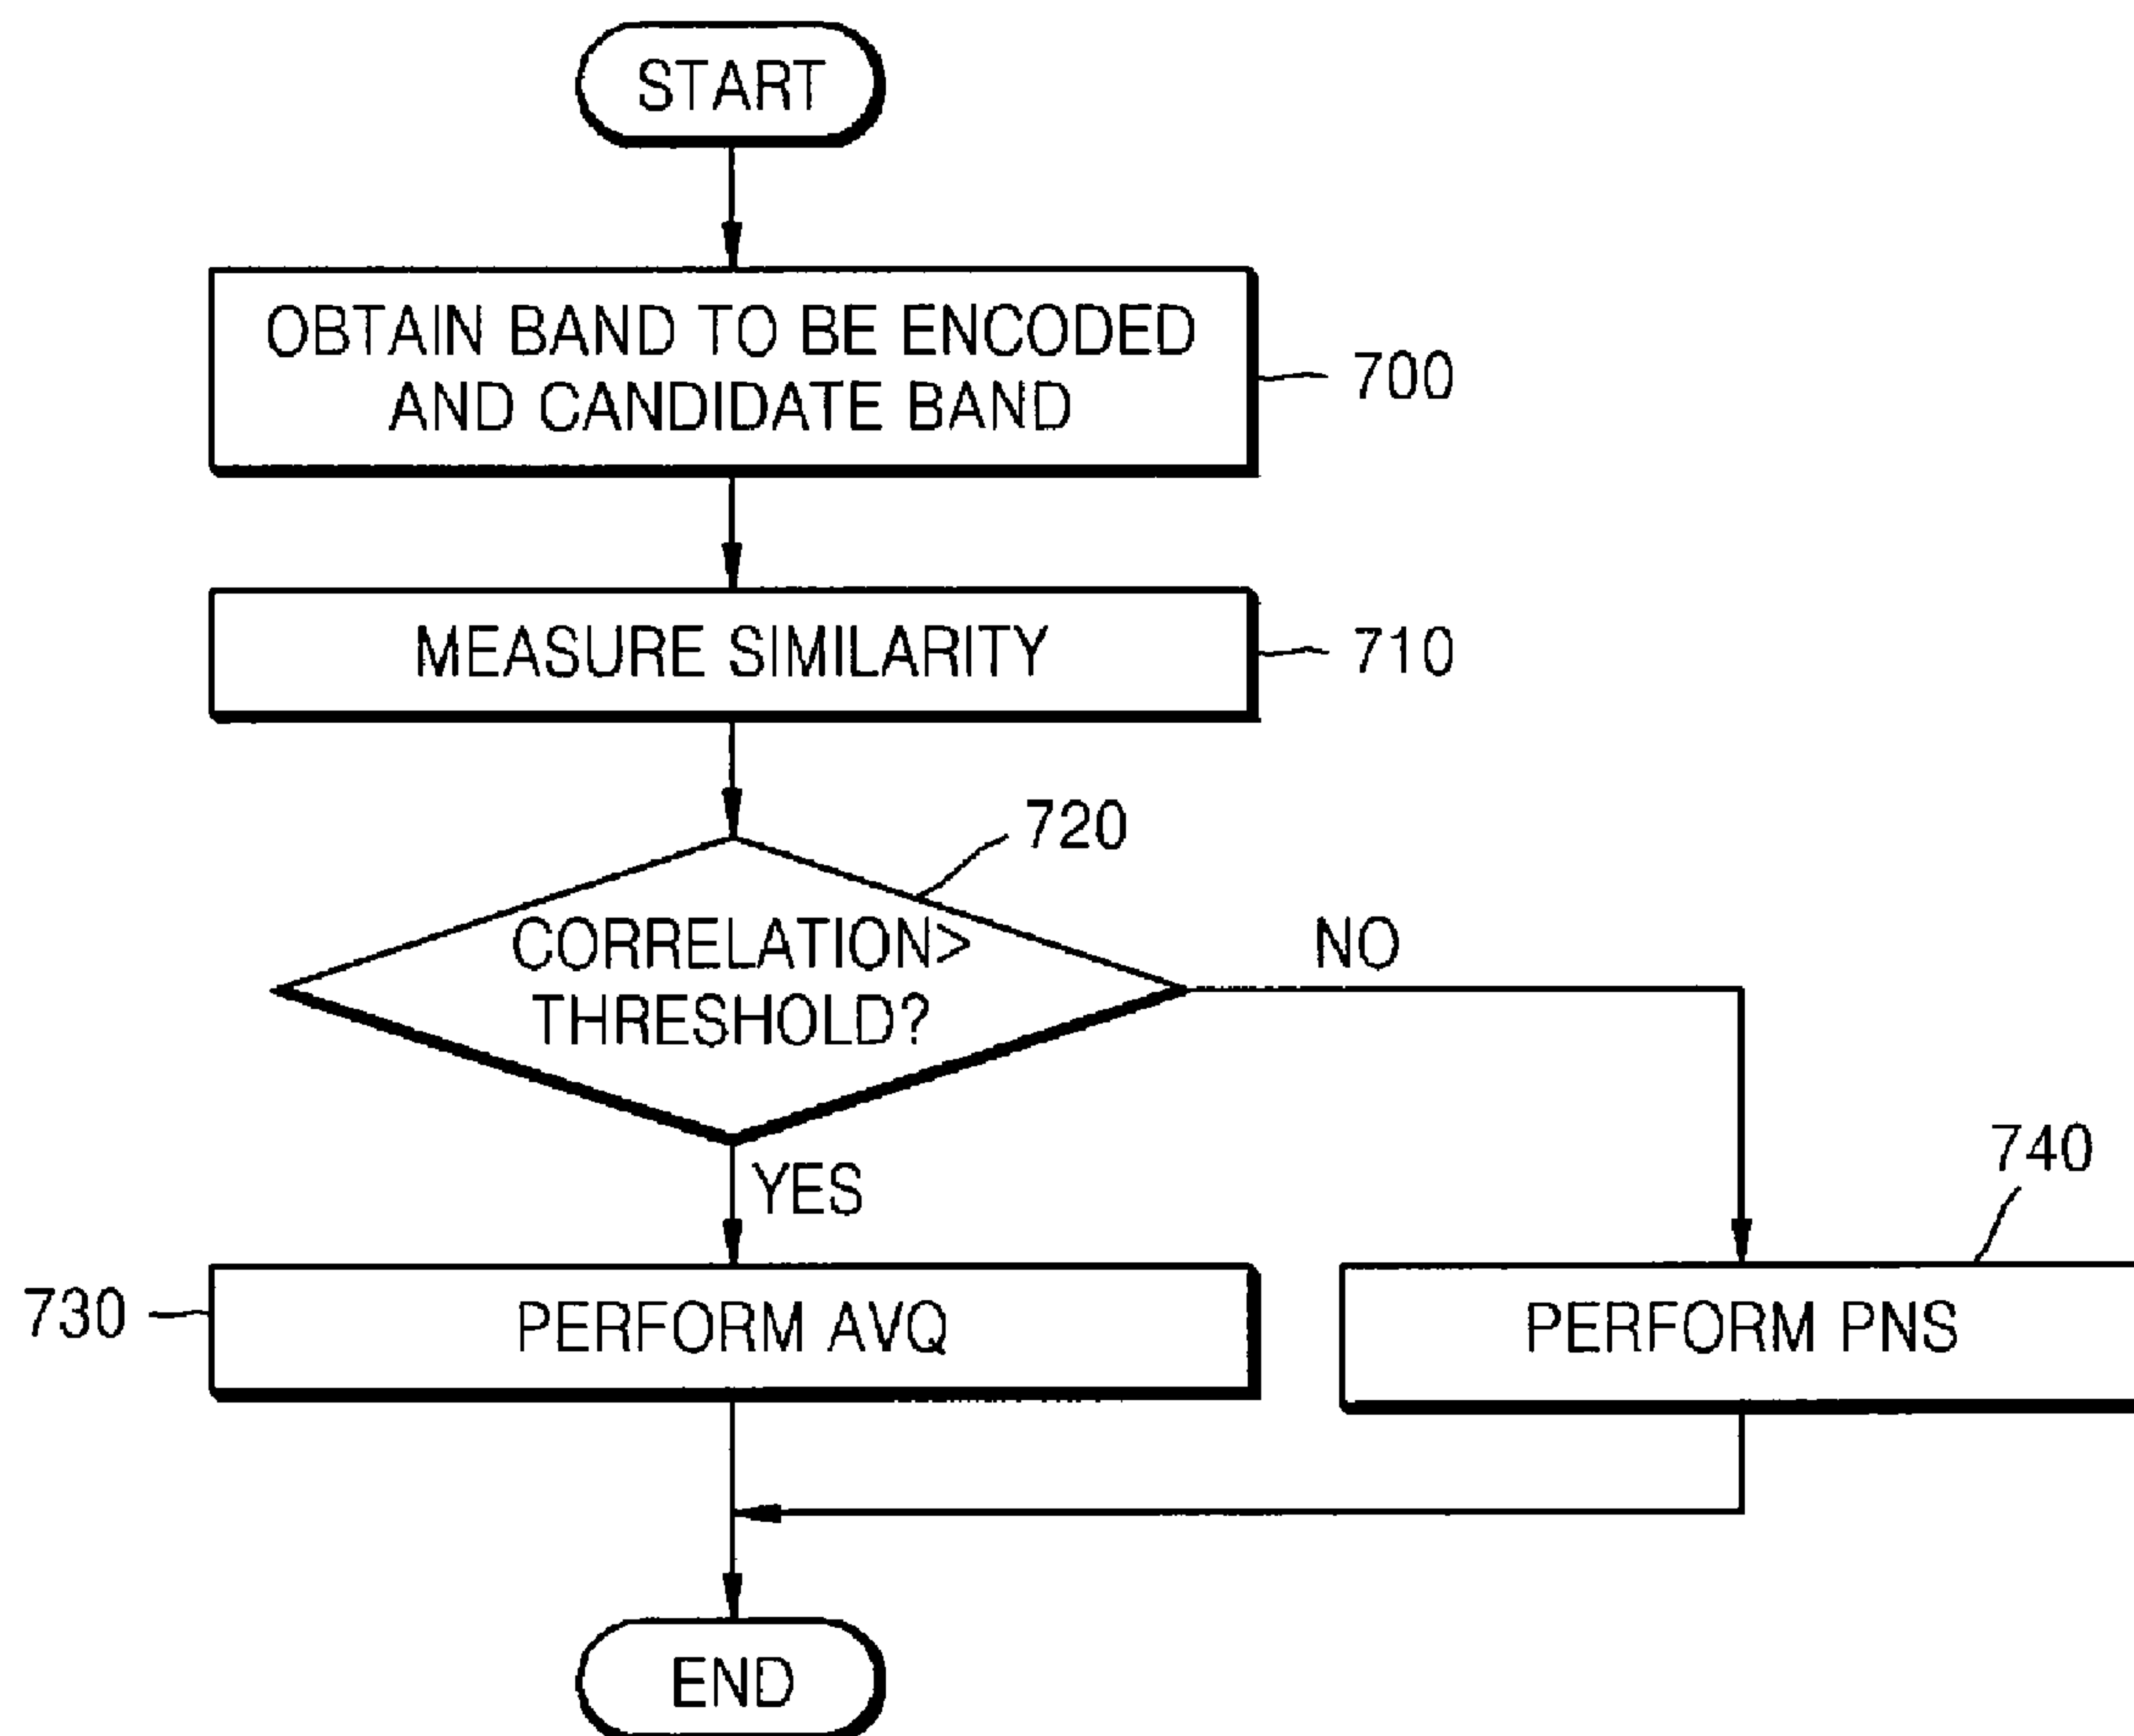 START
OBTAIN BAND TO BE ENCODED
AND CANDIDATE BAND
700
MEASURE SIMILARITY
710
720
CORRELATION>
THRESHOLD?
NO
YES
740
730
PERFORM AVQ
PERFORM PNS
END